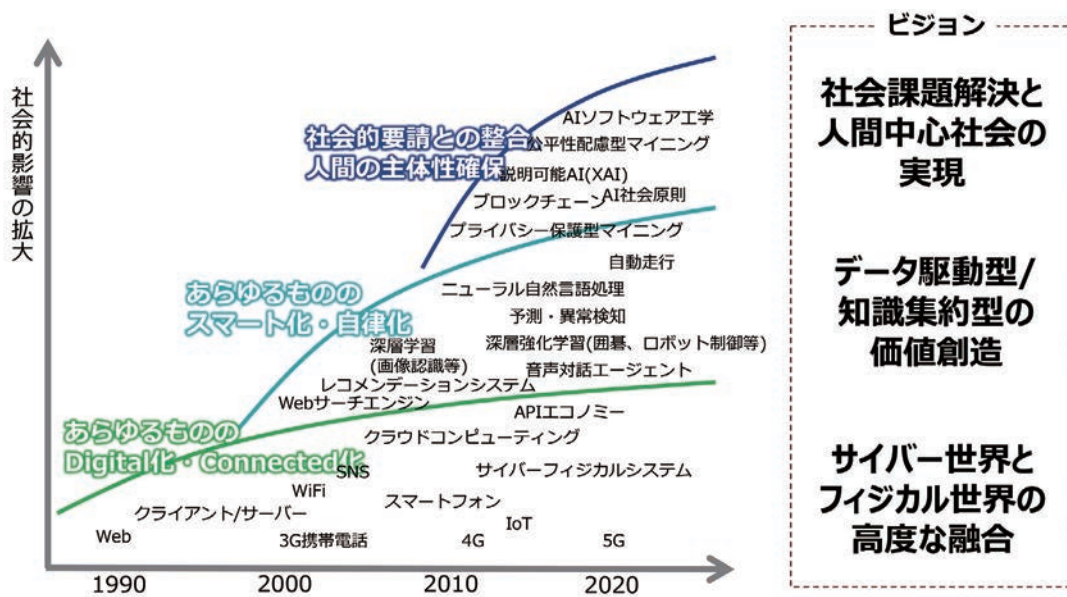 社会的影響の拡大
社会的要請との整合
人間の主体性確保
AIソフトウェア工学
公平性配慮型マイニング
説明可能AI(XAI)
AI社会原則
ブロックチェーン
プライバシー保護型マイニング
あらゆるものの
スマート化・自律化
自動走行
ニューラル自然言語処理
予測・異常検知
深層学習
(画像認識等)
深層強化学習(囲碁、ロボット制御等)
音声対話エージェント
レコメンデーションシステム
Webサーチエンジン
あらゆるものの
Digital化・Connected化
APIエコノミー
クラウドコンピューティング
SNS
サイバーフィジカルシステム
WiFi
スマートフォン
クライアント/サーバー
IoT
Web
3G携帯電話
4G
5G
1990
2000
2010
2020
ビジョン
社会課題解決と
人間中心社会の
実現
データ駆動型/
知識集約型の
価値創造
サイバー世界と
フィジカル世界の
高度な融合